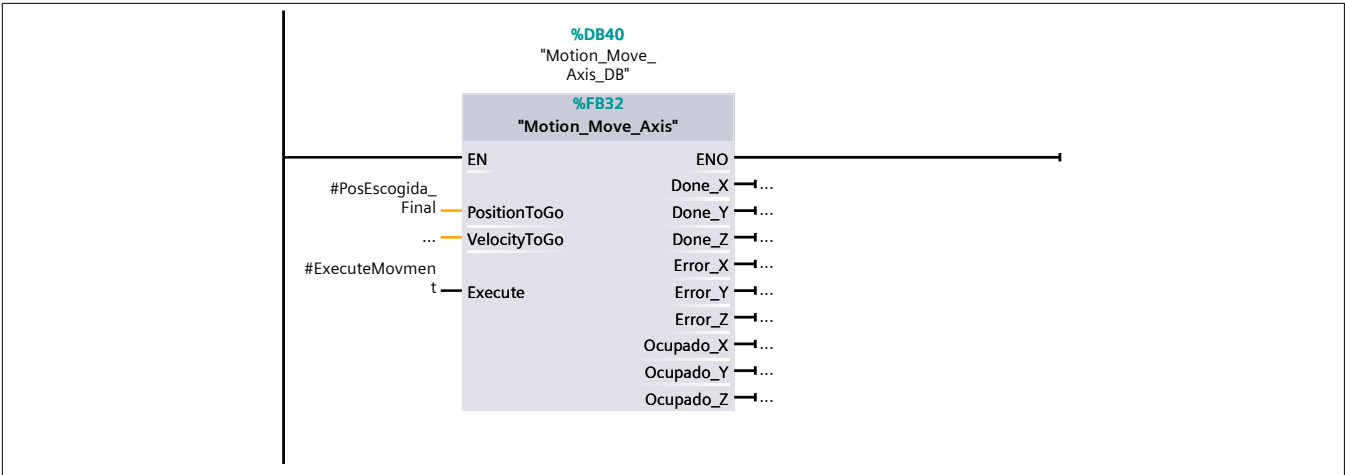 %DB40
"Motion_Move_
Axis_DB"
%FB32
"Motion_Move_Axis"
EN ENO
Done_X ...
#PosEscogida_
Final PositionToGo Done_Y ...
... VelocityToGo Done_Z ...
Error_X ...
#ExecuteMovmen
t Execute Error_Y ...
Error_Z ...
Ocupado_X ...
Ocupado_Y ...
Ocupado_Z ...